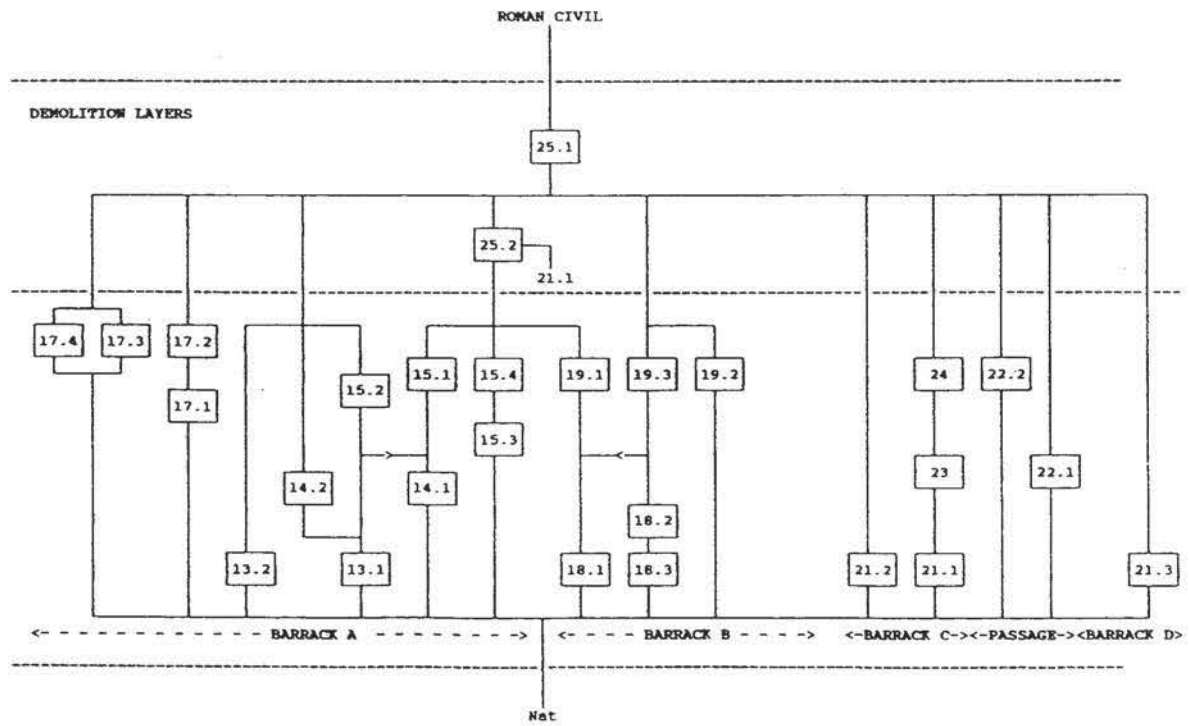 ROMAN CIVIL
DEMOLITION LAYERS
25.1
25.2
21.1
17.4 17.3 17.2
15.2 15.1 15.4 19.1 19.3 19.2 24 22.2
17.1
15.3
14.2 14.1 23 22.1
18.2
13.2 13.1 18.1 18.3 21.2 21.1 21.3
<- - - - - - - - - - - BARRACK A - - - - - - - - - -> <- - - - BARRACK B - - - - -> <-BARRACK C-><-PASSAGE-><BARRACK D>
Nat